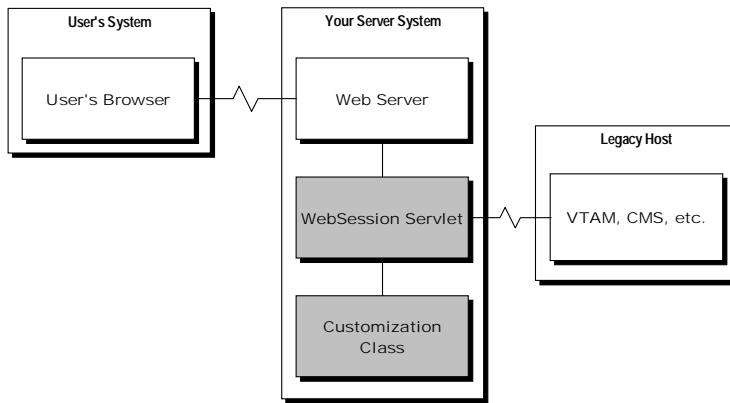 User's System
User's Browser
Your Server System
Web Server
WebSession Servlet
Customization
Class
Legacy Host
VTAM, CMS, etc.